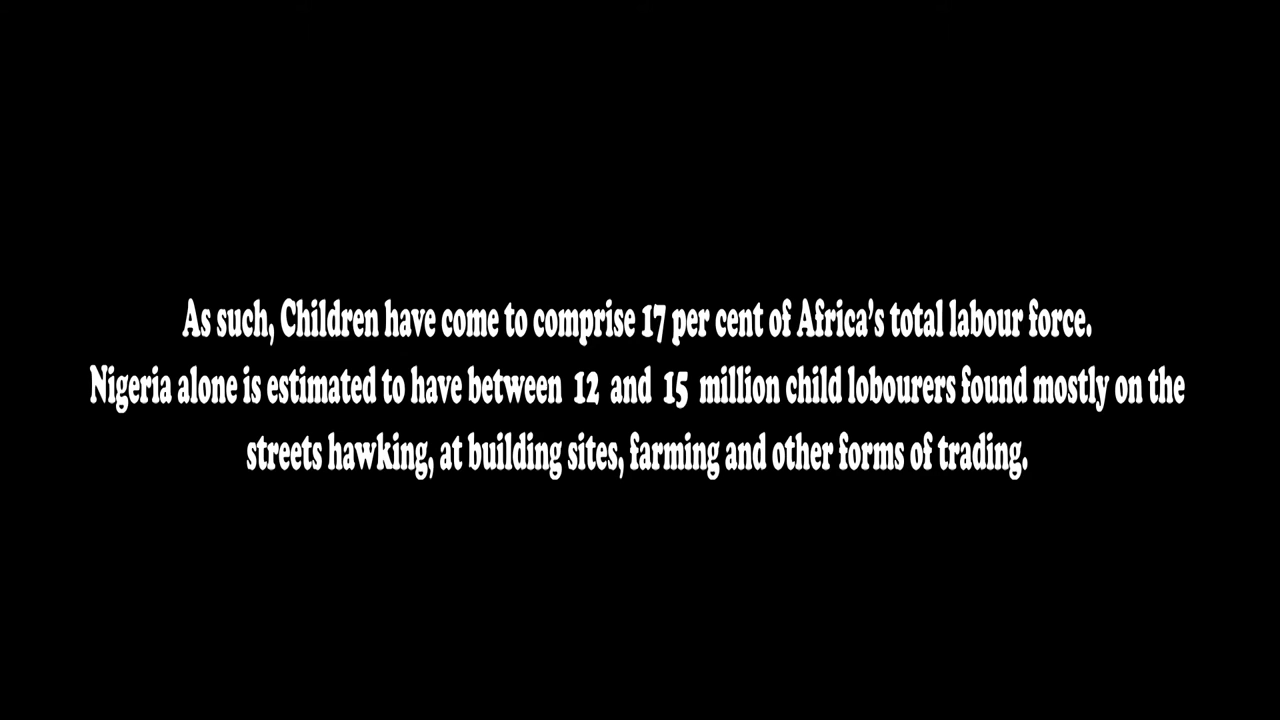 As such, Children have come to comprise 17 per cent of Africa's total labour force.
Nigeria alone is estimated to have between 12 and 15 million child lobourers found mostly on the
streets hawking, at building sites, farming and other forms of trading.